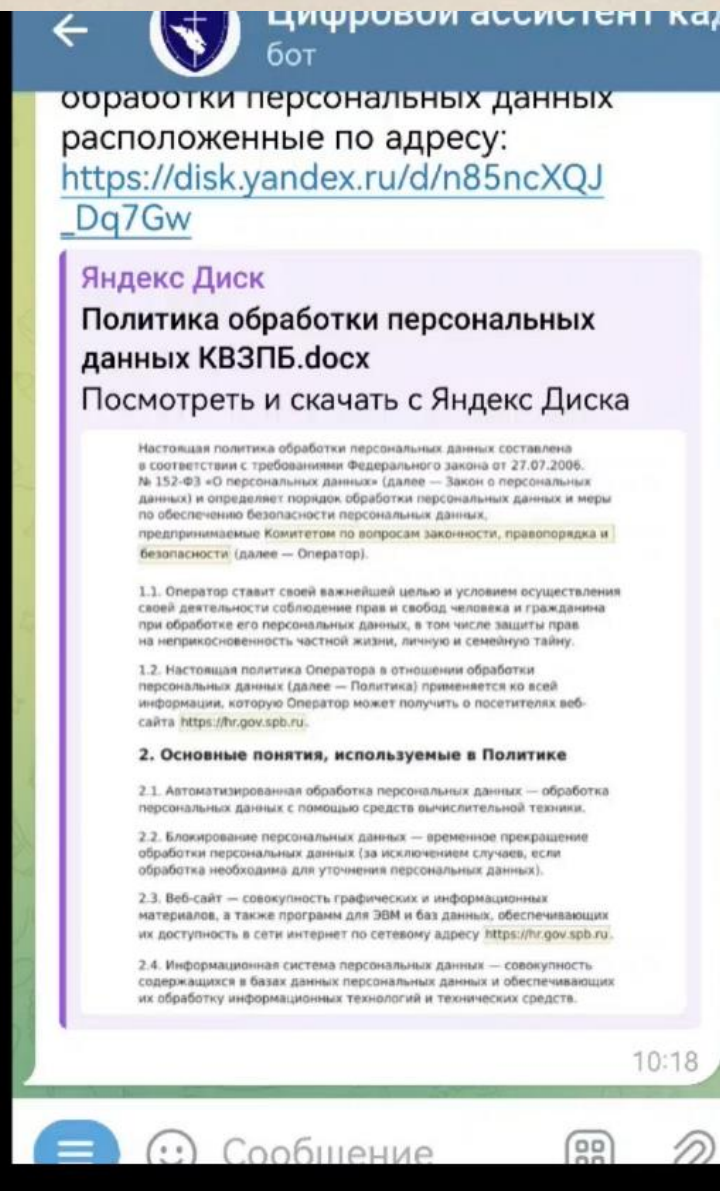 Цифровой ассистент кад
бот
обработки персональных данных
расположенные по адресу:
https://disk.yandex.ru/d/n85ncXQJ
_Dq7Gw
Яндекс Диск
Политика обработки персональных
данных КВЗПБ.docx
Посмотреть и скачать с Яндекс Диска
Настоящая политика обработки персональных данных составлена
в соответствии с требованиями Федерального закона от 27.07.2006.
№ 152-ФЗ «О персональных данных» (далее — Закон о персональных
данных) и определяет порядок обработки персональных данных и меры
по обеспечению безопасности персональных данных,
предпринимаемые Комитетом по вопросам законности, правопорядка и
безопасности (далее — Оператор).
1.1. Оператор ставит своей важнейшей целью и условием осуществления
своей деятельности соблюдение прав и свобод человека и гражданина
при обработке его персональных данных, в том числе защиты прав
на неприкосновенность частной жизни, личную и семейную тайну.
1.2. Настоящая политика Оператора в отношении обработки
персональных данных (далее — Политика) применяется ко всей
информации, которую Оператор может получить о посетителях веб-
сайта https://hr.gov.spb.ru.
2. Основные понятия, используемые в Политике
2.1. Автоматизированная обработка персональных данных — обработка
персональных данных с помощью средств вычислительной техники.
2.2. Блокирование персональных данных — временное прекращение
обработки персональных данных (за исключением случаев, если
обработка необходима для уточнения персональных данных).
2.3. Веб-сайт — совокупность графических и информационных
материалов, а также программ для ЭВМ и баз данных, обеспечивающих
их доступность в сети интернет по сетевому адресу https://hr.gov.spb.ru.
2.4. Информационная система персональных данных — совокупность
содержащихся в базах данных персональных данных и обеспечивающих
их обработку информационных технологий и технических средств.
10:18
Сообщение